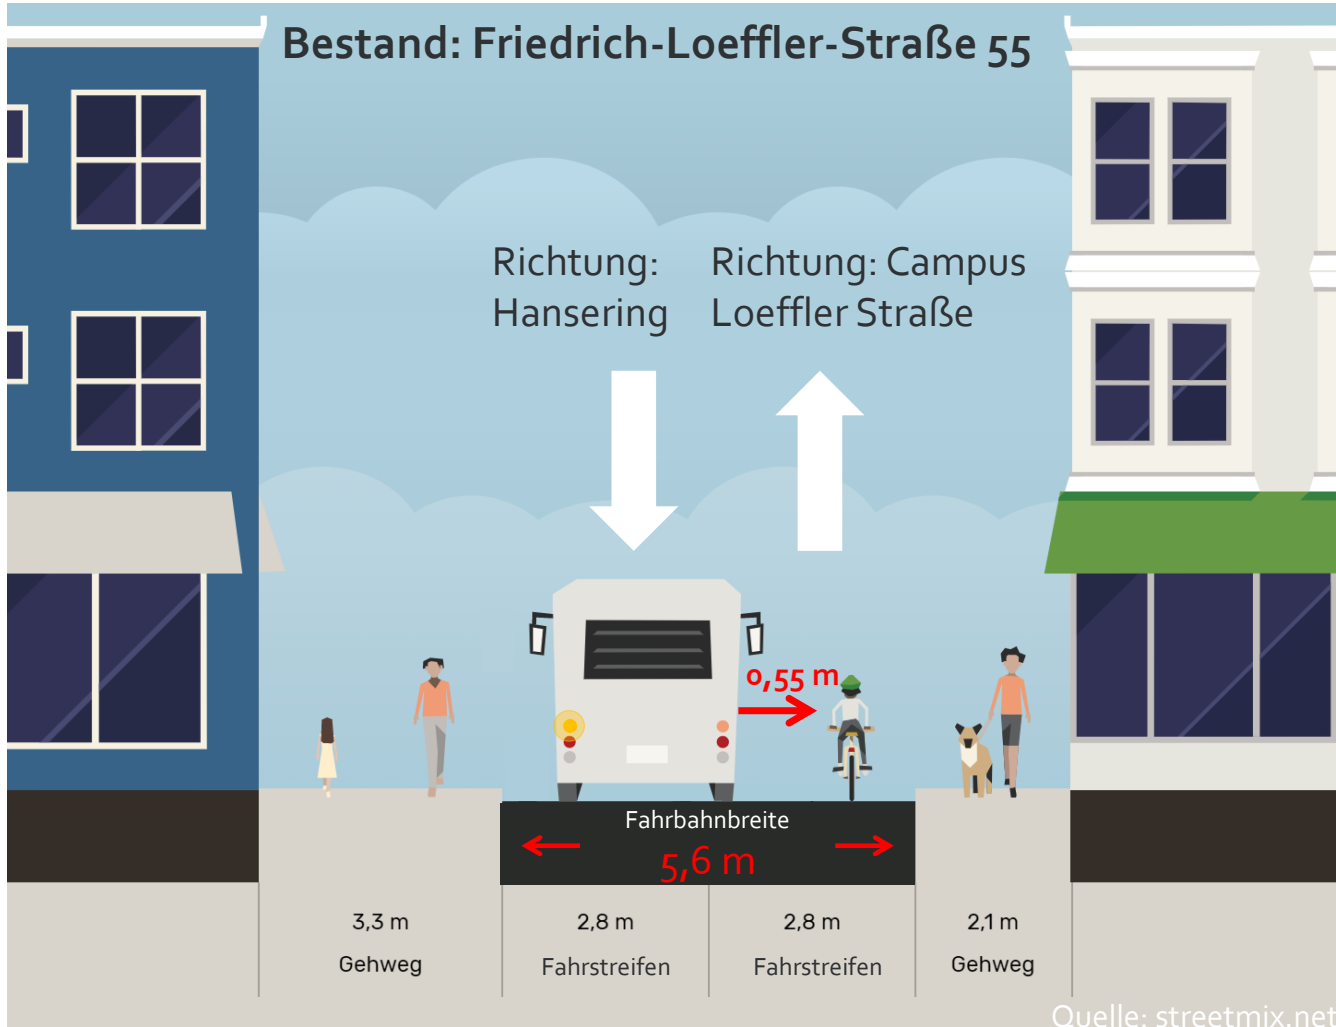 Bestand: Friedrich-Loeffler-Straße 55
Richtung:
Hansering
Richtung: Campus
Loeffler Straße
0,55 m
Fahrbahnbreite
5,6 m
3,3 m
Gehweg
2,8 m
Fahrstreifen
2,8 m
Fahrstreifen
2,1 m
Gehweg
Quelle: streetmix.net